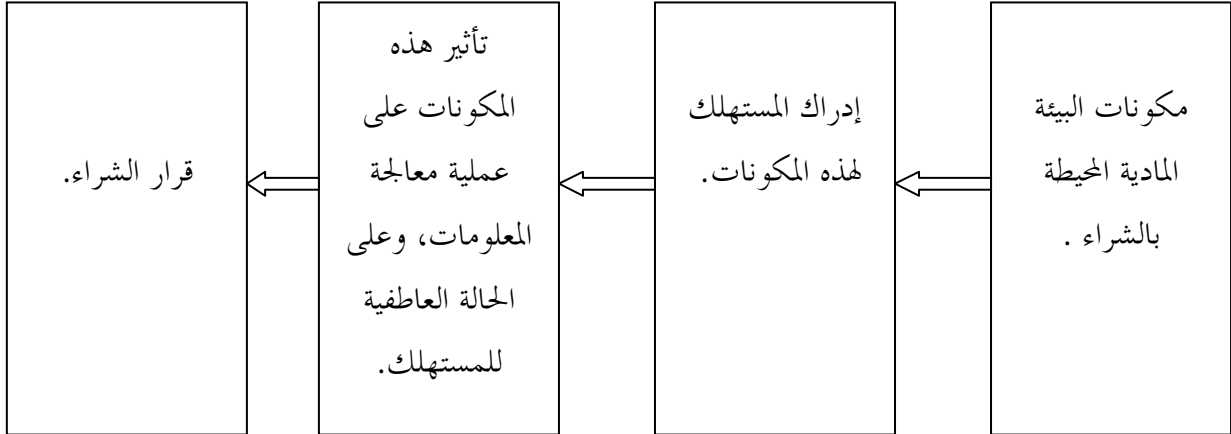 مكونات البيئة
المادية المحيطة
بالشراء .
إدراك المستهلك
لهذه المكونات.
تأثير هذه
المكونات على
عملية معالجة
المعلومات، وعلى
الحالة العاطفية
للمستهلك.
قرار الشراء.